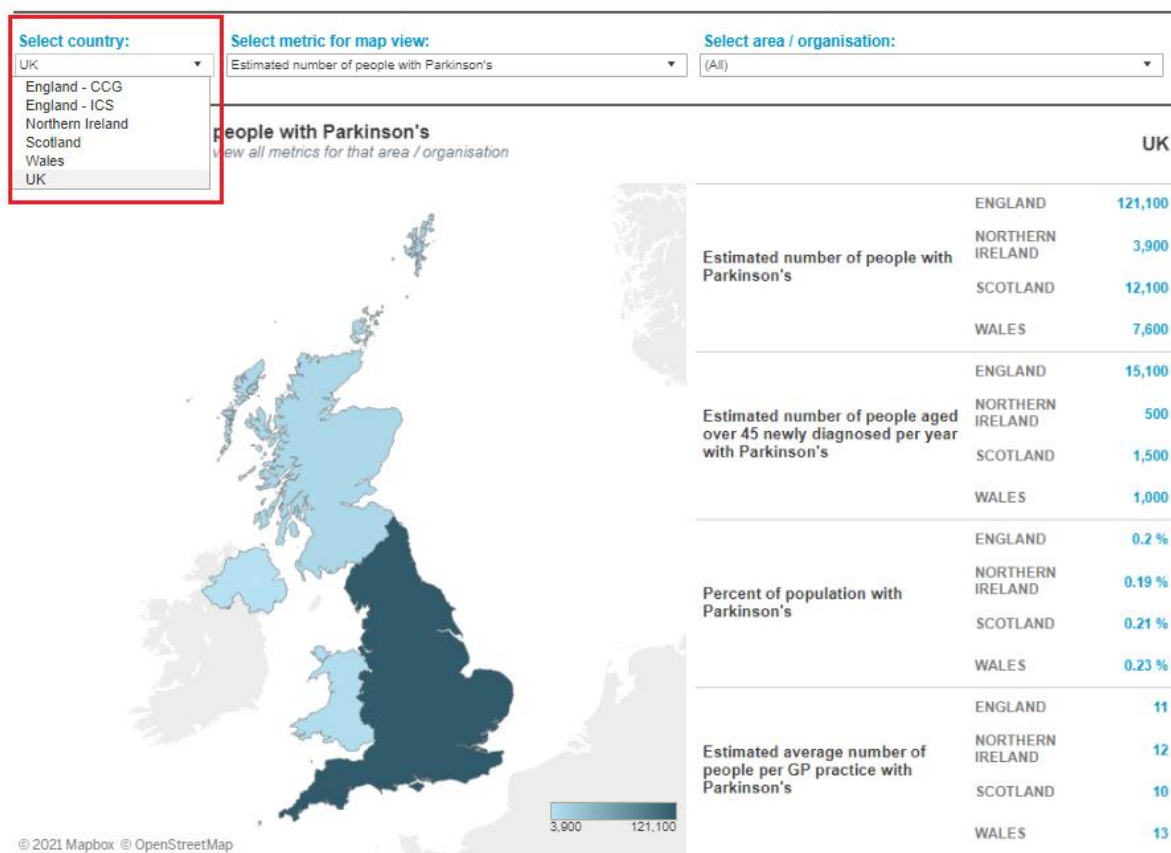 Select country:
Select metric for map view:
Select area / organisation:
UK
Estimated number of people with Parkinson's
(All)
England - CCG
England - ICS
Northern Ireland
Scotland
Wales
UK
people with Parkinson's
view all metrics for that area / organisation
UK
Estimated number of people with
Parkinson's
ENGLAND 121,100
NORTHERN
IRELAND 3,900
SCOTLAND 12,100
WALES 7,600
Estimated number of people aged
over 45 newly diagnosed per year
with Parkinson's
ENGLAND 15,100
NORTHERN
IRELAND 500
SCOTLAND 1,500
WALES 1,000
Percent of population with
Parkinson's
ENGLAND 0.2 %
NORTHERN
IRELAND 0.19 %
SCOTLAND 0.21 %
WALES 0.23 %
Estimated average number of
people per GP practice with
Parkinson's
ENGLAND 11
NORTHERN
IRELAND 12
SCOTLAND 10
WALES 13
3,900 121,100
© 2021 Mapbox © OpenStreetMap